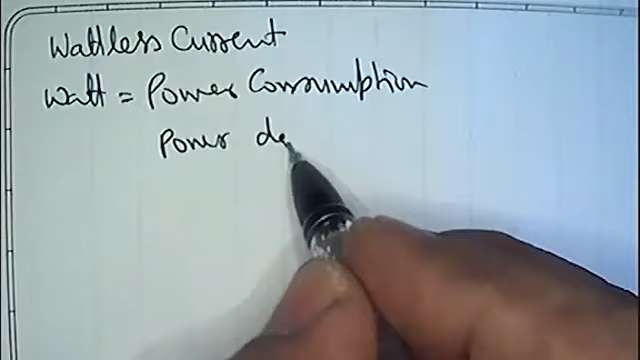 Wattless Current
Watt = Power Consumption
Power de